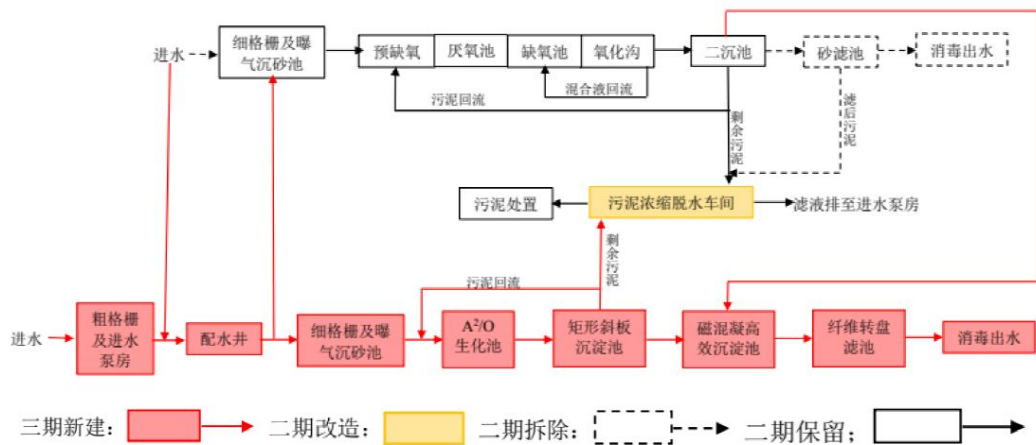 进水
细格栅及曝
气沉砂池
预缺氧
厌氧池
缺氧池
氧化沟
二沉池
砂滤池
消毒出水
混合液回流
污泥回流
剩余污泥
滤后污泥
污泥处置
污泥浓缩脱水车间
滤液排至进水泵房
剩余污泥
污泥回流
进水
粗格栅
及进水
泵房
配水井
细格栅及曝
气沉砂池
A²/O
生化池
矩形斜板
沉淀池
磁混凝高
效沉淀池
纤维转盘
滤池
消毒出水
三期新建：
二期改造：
二期拆除：
二期保留：